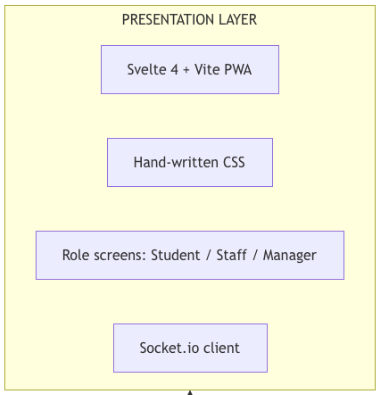 PRESENTATION LAYER
Svelte 4 + Vite PWA
Hand-written CSS
Role screens: Student / Staff / Manager
Socket.io client